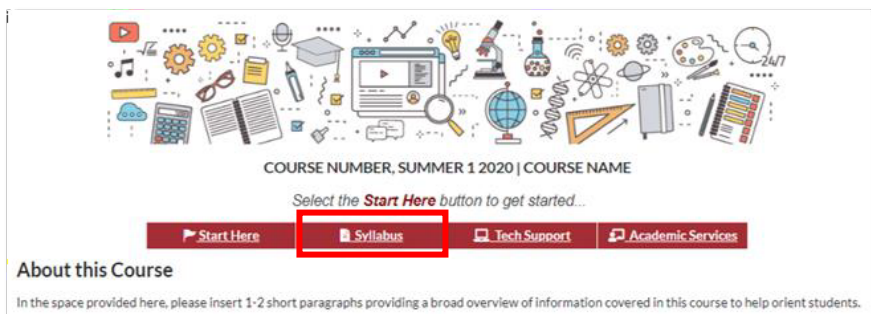 24/7
COURSE NUMBER, SUMMER 1 2020 | COURSE NAME
Select the Start Here button to get started...
Start Here Syllabus Tech Support Academic Services
About this Course
In the space provided here, please insert 1-2 short paragraphs providing a broad overview of information covered in this course to help orient students.